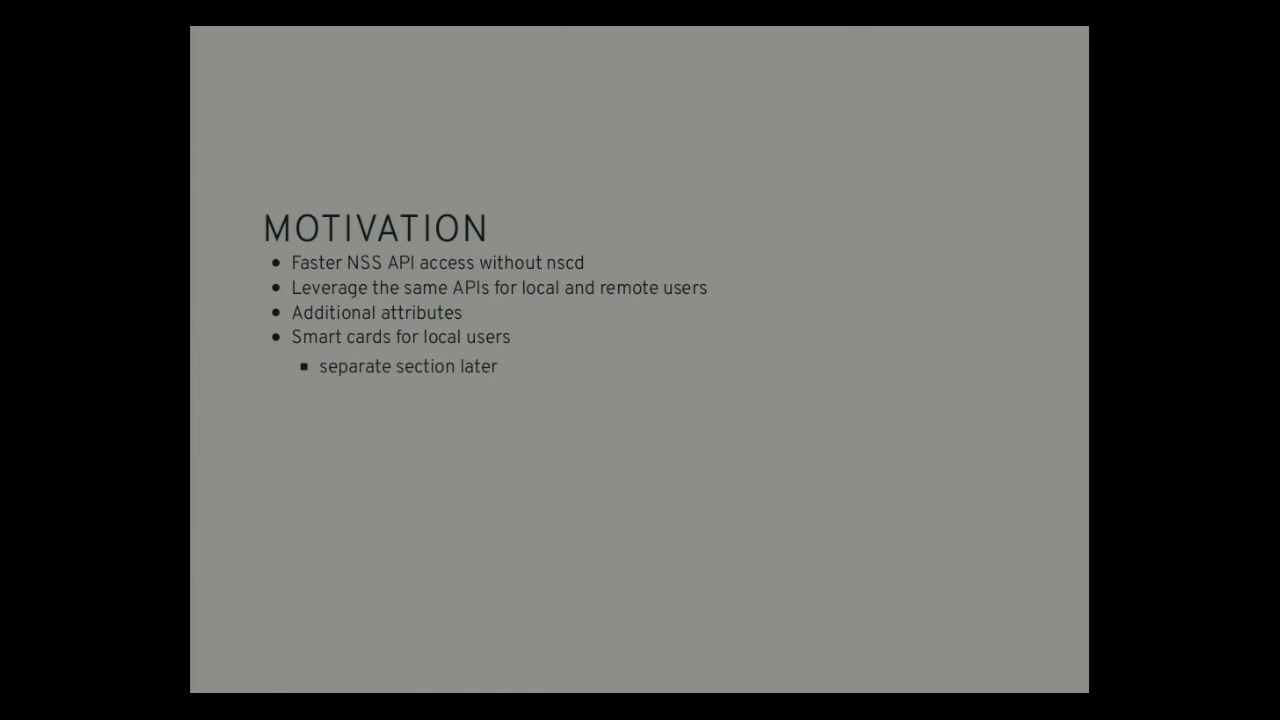 MOTIVATION
Faster NSS API access without nscd
Leverage the same APIs for local and remote users
Additional attributes
Smart cards for local users
separate section later